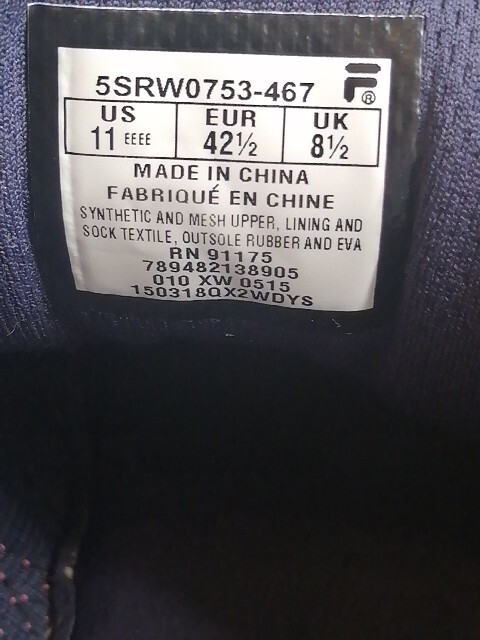 5SRW0753-467
US EUR UK
11 EEEE 42½ 8½
MADE IN CHINA
FABRIQUÉ EN CHINE
SYNTHETIC AND MESH UPPER, LINING AND
SOCK TEXTILE, OUTSOLE RUBBER AND EVA
RN 91175
789482138905
010 XW 0515
150318QX2WDYS